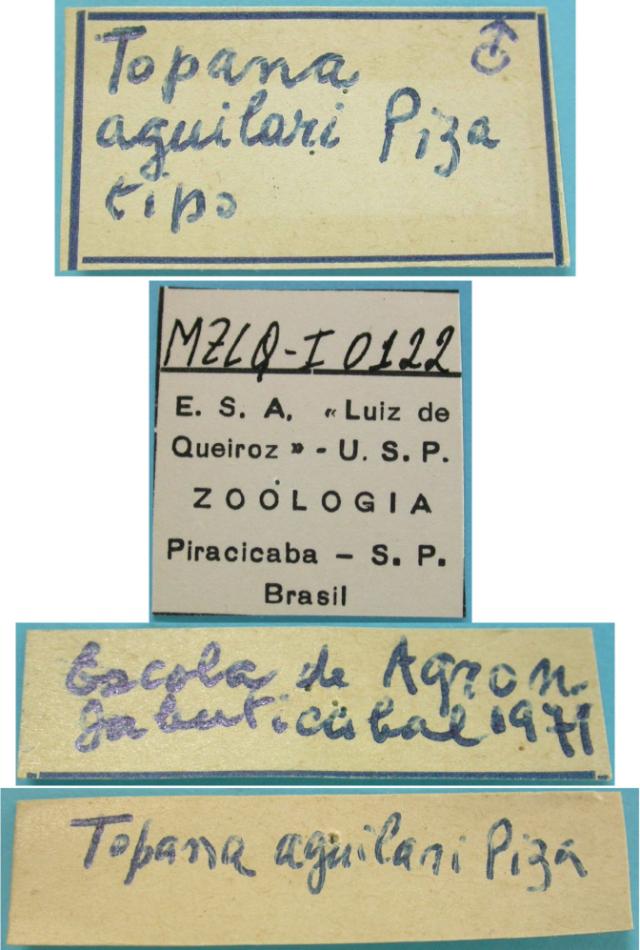 Topana ♂
aguilari Piza
tipo
MZLQ-I 0122
E. S. A. «Luiz de
Queiroz» - U. S. P.
ZOOLOGIA
Piracicaba - S. P.
Brasil
Escola de Agron.
Jaboticabal 1971
Topana aguilari Piza